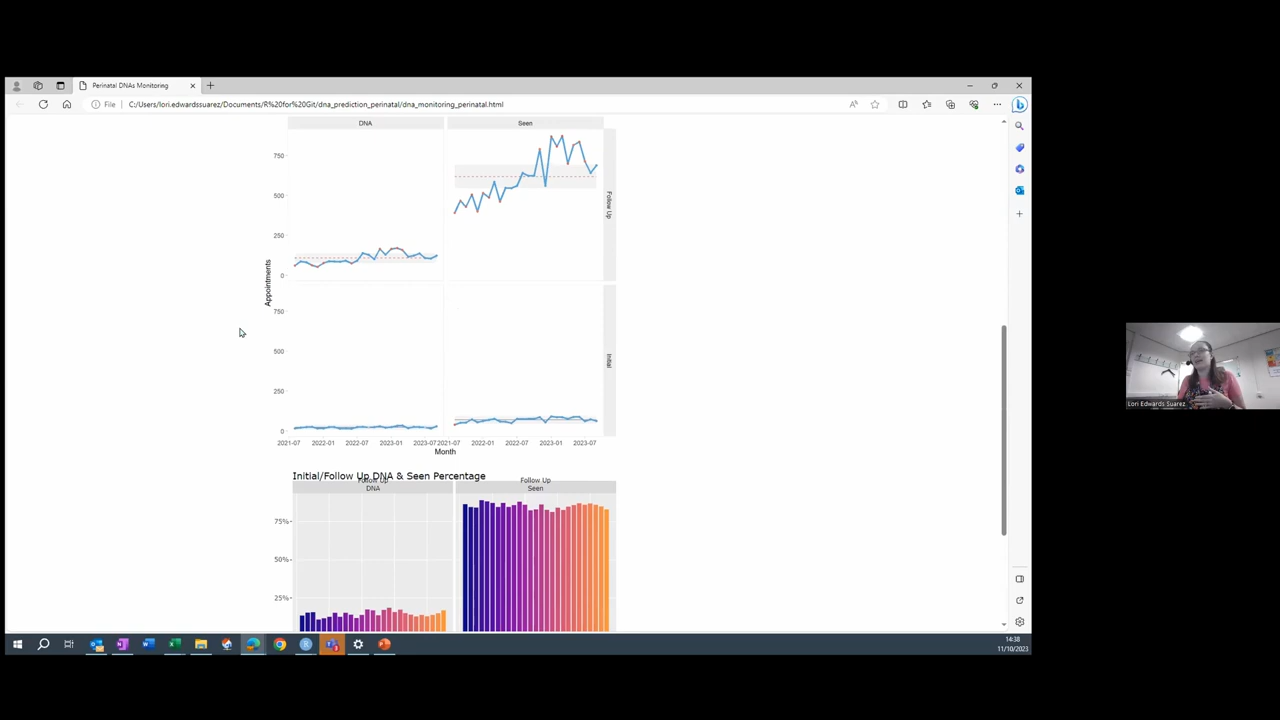 Perinatal DNAs Monitoring
File
C:/Users/lori.edwardssuarez/Documents/R%20for%20Git/dna_prediction_perinatal/dna_monitoring_perinatal.html
DNA
Seen
750
500
250
0
Follow Up
Appointments
750
500
250
0
Initial
2021-07 2022-01 2022-07 2023-01 2023-07
2021-07 2022-01 2022-07 2023-01 2023-07
Month
Initial/Follow Up DNA & Seen Percentage
Follow Up
DNA
Follow Up
Seen
75%
50%
25%
Lori Edwards Suarez
14:38
11/10/2023